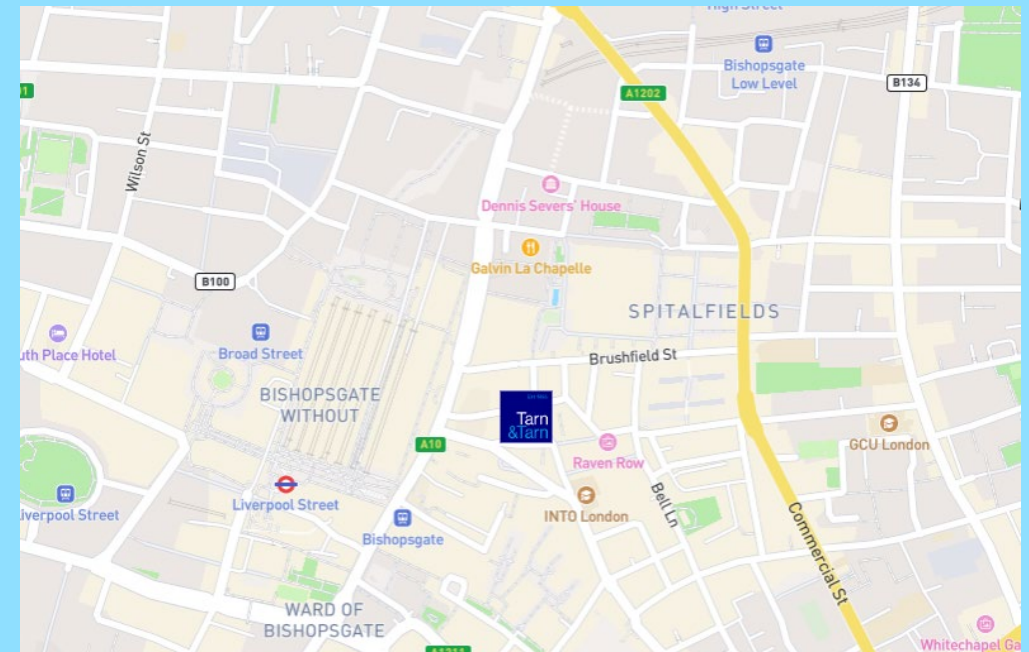 High Street
Bishopsgate
Low Level
B134
A1202
Wilson St
Dennis Severs' House
Galvin La Chapelle
B100
SPITALFIELDS
uth Place Hotel
Broad Street
Brushfield St
BISHOPSGATE
WITHOUT
Tarn
&Tarn
A10
Raven Row
GCU London
Liverpool Street
iverpool Street
INTO London
Bell Ln
Bishopsgate
Commercial St
WARD OF
BISHOPSGATE
A1211
Whitechapel Ga